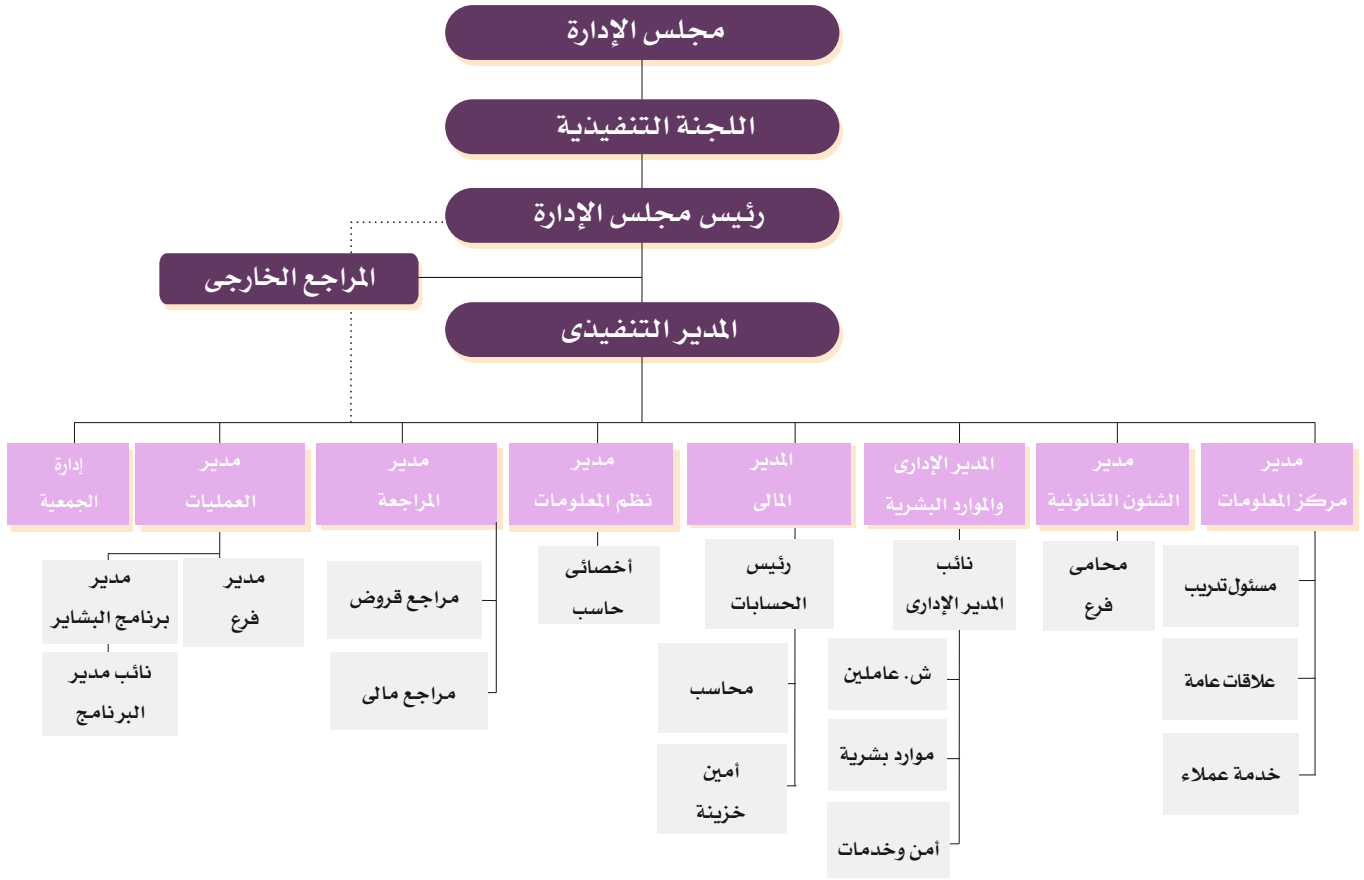 مجلس الإدارة
اللجنة التنفيذية
رئيس مجلس الإدارة
المراجع الخارجى
المدير التنفيذى
مدير
مركز المعلومات
مدير
الشئون القانونية
المدير الإدارى
والموارد البشرية
المدير
المالى
مدير
نظم المعلومات
مدير
المراجعة
مدير
العمليات
إدارة
الجمعية
مسئول تدريب
علاقات عامة
خدمة عملاء
محامى
فرع
نائب
المدير الإدارى
ش. عاملين
موارد بشرية
أمن وخدمات
رئيس
الحسابات
محاسب
أمين
خزينة
أخصائى
حاسب
مراجع قروض
مراجع مالى
مدير
فرع
مدير
برنامج البشاير
نائب مدير
البرنامج